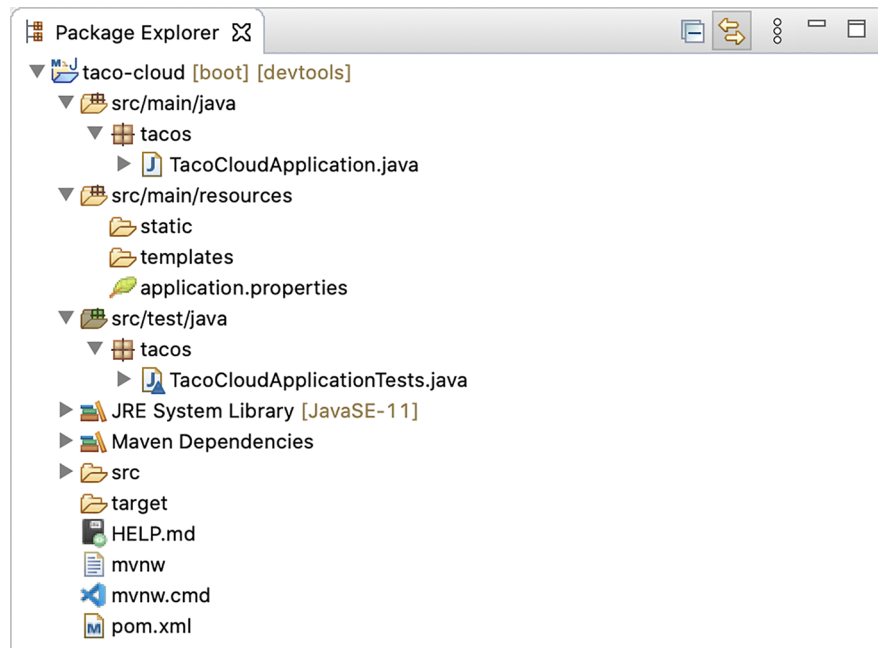 Package Explorer
taco-cloud [boot] [devtools]
src/main/java
tacos
TacoCloudApplication.java
src/main/resources
static
templates
application.properties
src/test/java
tacos
TacoCloudApplicationTests.java
JRE System Library [JavaSE-11]
Maven Dependencies
src
target
HELP.md
mvnw
mvnw.cmd
pom.xml